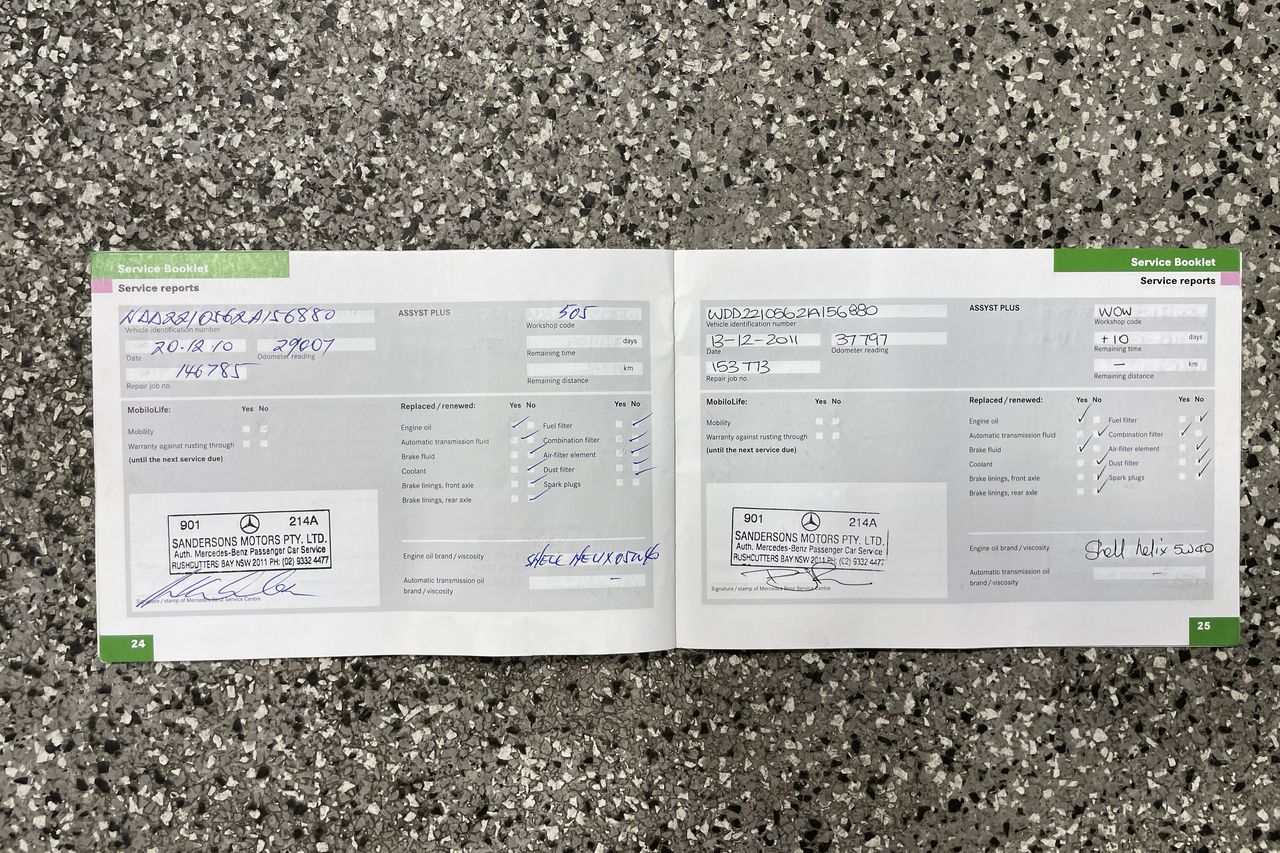 Service Booklet
Service reports
WDD2210562A156880
Vehicle identification number
20-12 10 29007
Date Odometer reading
146785
Repair job no.
ASSYST PLUS
505
Workshop code
days
Remaining time
km
Remaining distance
MobiloLife: Yes No
Mobility
Warranty against rusting through
(until the next service due)
Replaced / renewed: Yes No Yes No
Engine oil Fuel filter
Automatic transmission fluid Combination filter
Brake fluid Air-filter element
Coolant Dust filter
Brake linings, front axle Spark plugs
Brake linings, rear axle
901 214A
SANDERSONS MOTORS PTY. LTD.
Auth. Mercedes-Benz Passenger Car Service
RUSHCUTTERS BAY NSW 2011 PH: (02) 9332 4477
Signature / stamp of Mercedes-Benz Service Centre
Engine oil brand / viscosity SHELL HELIX 05W40
Automatic transmission oil –
brand / viscosity
24
Service Booklet
Service reports
WDD2210562A156880
Vehicle identification number
13-12-2011 37797
Date Odometer reading
153773
Repair job no.
ASSYST PLUS
WOW
Workshop code
+10 days
Remaining time
– km
Remaining distance
MobiloLife: Yes No
Mobility
Warranty against rusting through
(until the next service due)
Replaced / renewed: Yes No Yes No
Engine oil Fuel filter
Automatic transmission fluid Combination filter
Brake fluid Air-filter element
Coolant Dust filter
Brake linings, front axle Spark plugs
Brake linings, rear axle
901 214A
SANDERSONS MOTORS PTY. LTD.
Auth. Mercedes-Benz Passenger Car Service
RUSHCUTTERS BAY NSW 2011 PH: (02) 9332 4477
Signature / stamp of Mercedes-Benz Service Centre
Engine oil brand / viscosity Shell helix 5W40
Automatic transmission oil –
brand / viscosity
25